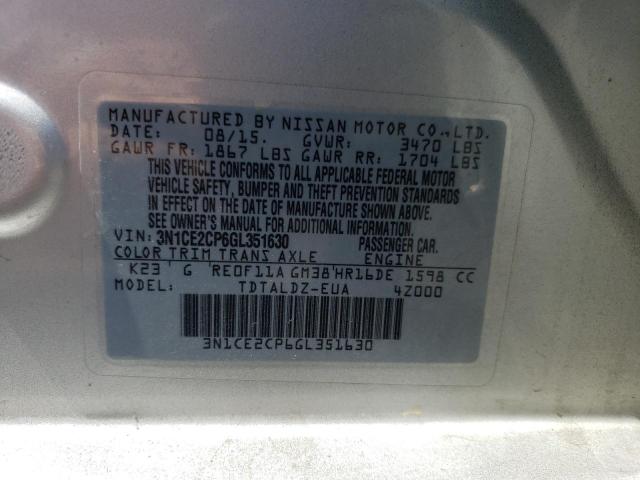 MANUFACTURED BY NISSAN MOTOR CO.,LTD.
DATE: 08/15. GVWR: 3470 LBS
GAWR FR: 1867 LBS GAWR RR: 1704 LBS
THIS VEHICLE CONFORMS TO ALL APPLICABLE FEDERAL MOTOR
VEHICLE SAFETY, BUMPER AND THEFT PREVENTION STANDARDS
IN EFFECT ON THE DATE OF MANUFACTURE SHOWN ABOVE.
SEE OWNER'S MANUAL FOR ADDITIONAL INFORMATION.
VIN: 3N1CE2CP6GL351630 PASSENGER CAR.
COLOR TRIM TRANS AXLE ENGINE
K23 G RE0F11A GM38 HR16DE 1598 CC
MODEL: TDTALDZ-EUA 4Z000
3N1CE2CP6GL351630